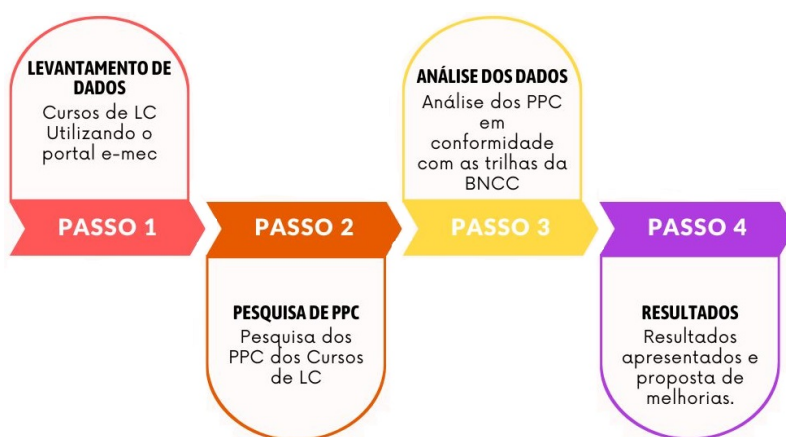 LEVANTAMENTO DE
DADOS
Cursos de LC
Utilizando o
portal e-mec
PASSO 1
PASSO 2
PESQUISA DE PPC
Pesquisa dos
PPC dos Cursos
de LC
ANÁLISE DOS DADOS
Análise dos PPC
em
conformidade
com as trilhas da
BNCC
PASSO 3
PASSO 4
RESULTADOS
Resultados
apresentados e
proposta de
melhorias.